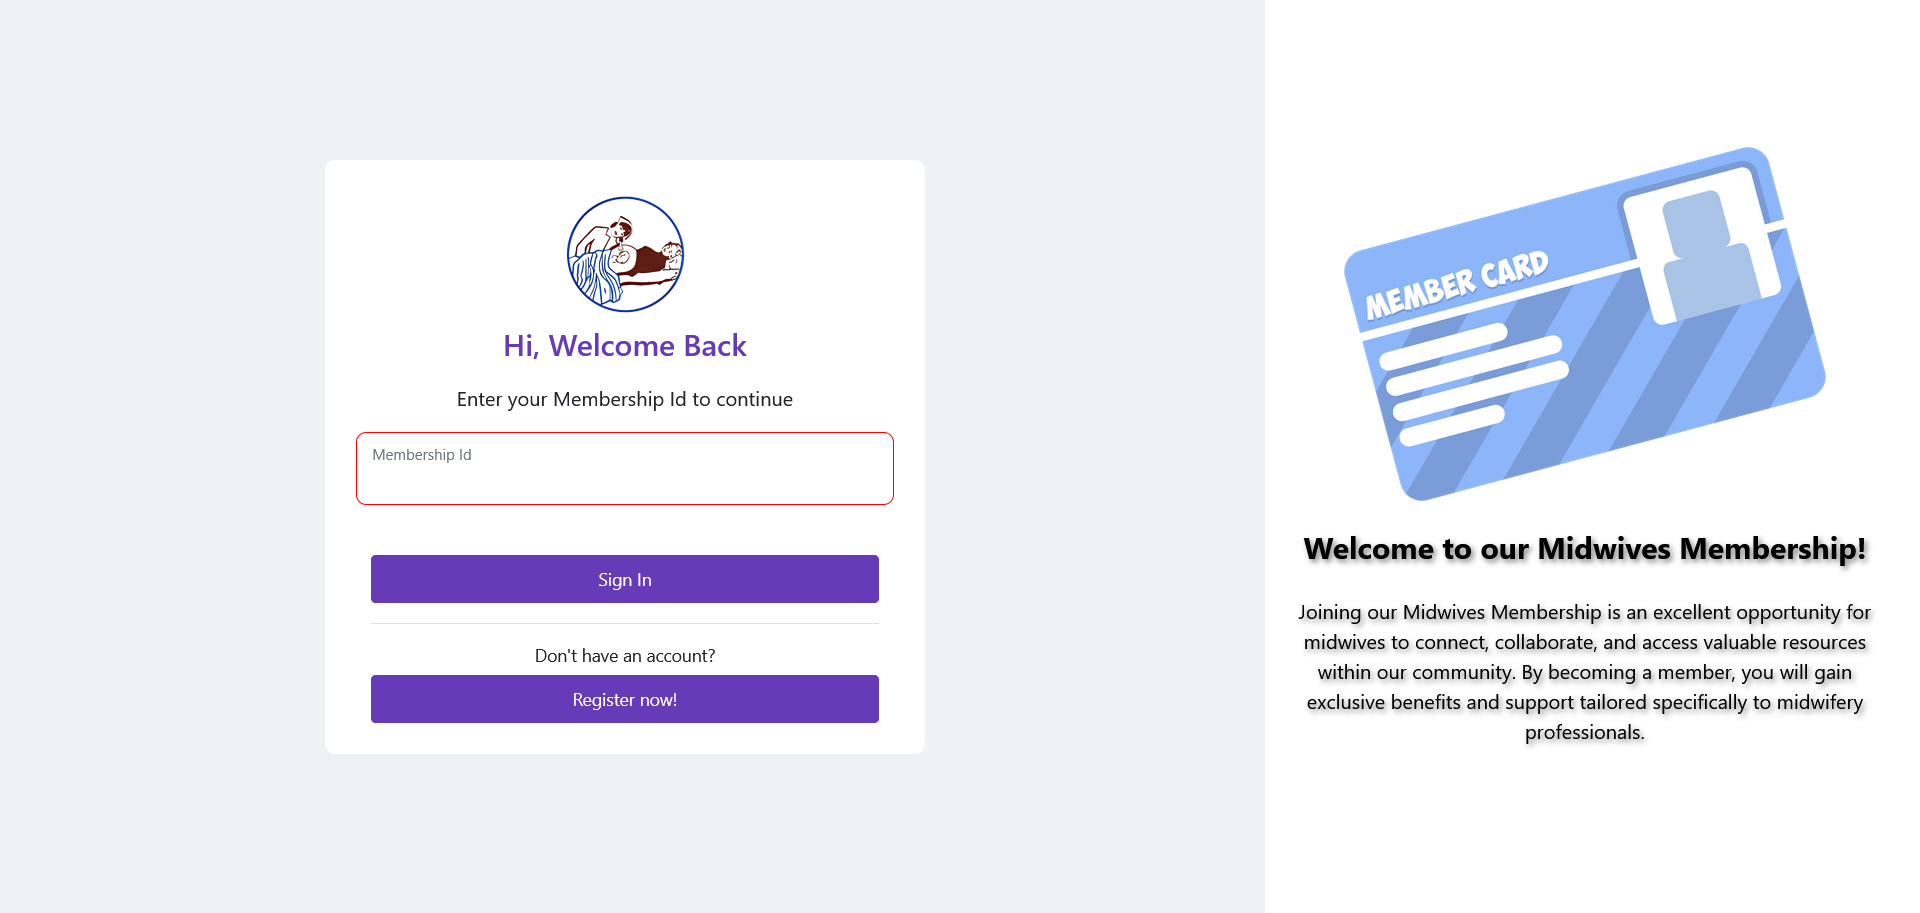 Hi, Welcome Back
Enter your Membership Id to continue
Membership Id
Sign In
Don't have an account?
Register now!
MEMBER CARD
Welcome to our Midwives Membership!
Joining our Midwives Membership is an excellent opportunity for
midwives to connect, collaborate, and access valuable resources
within our community. By becoming a member, you will gain
exclusive benefits and support tailored specifically to midwifery
professionals.